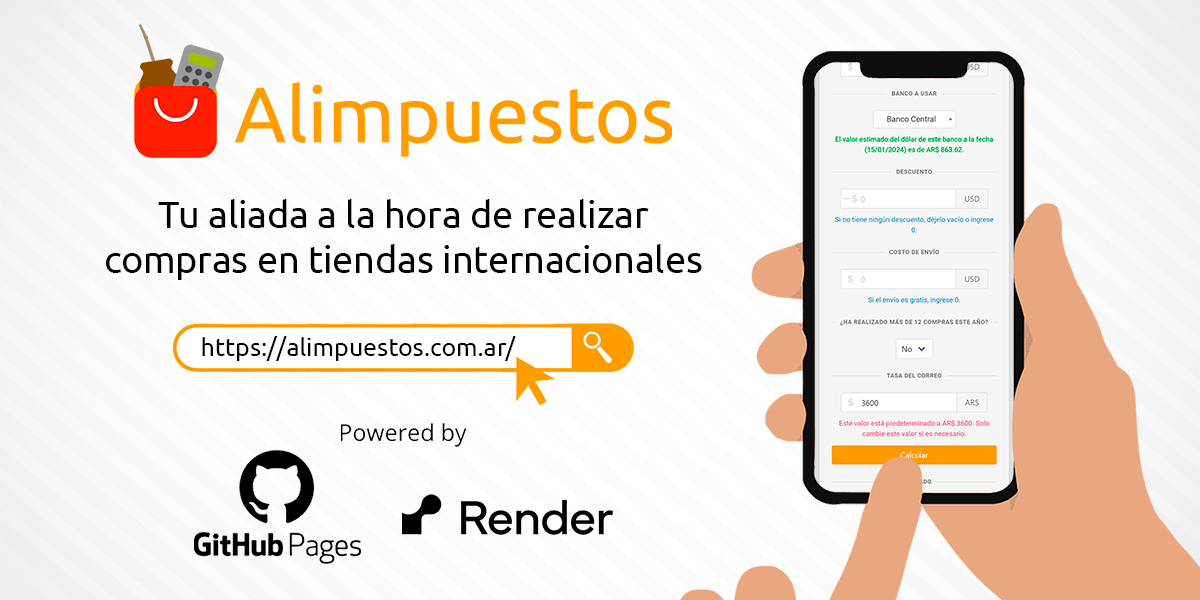 Alimpuestos
Tu aliada a la hora de realizar
compras en tiendas internacionales
https://alimpuestos.com.ar/
Powered by
GitHub Pages
Render
$ USD
BANCO A USAR
Banco Central
El valor estimado del dólar de este banco a la fecha
(15/01/2024) es de AR$ 863.62.
DESCUENTO
— $ 0 USD
Si no tiene ningún descuento, déjelo vacío o ingrese
0.
COSTO DE ENVÍO
$ 0 USD
Si el envío es gratis, ingrese 0.
¿HA REALIZADO MÁS DE 12 COMPRAS ESTE AÑO?
No
TASA DEL CORREO
$ 3600 ARS
Este valor está predeterminado a AR$ 3600. Solo
cambie este valor si es necesario.
Calcular